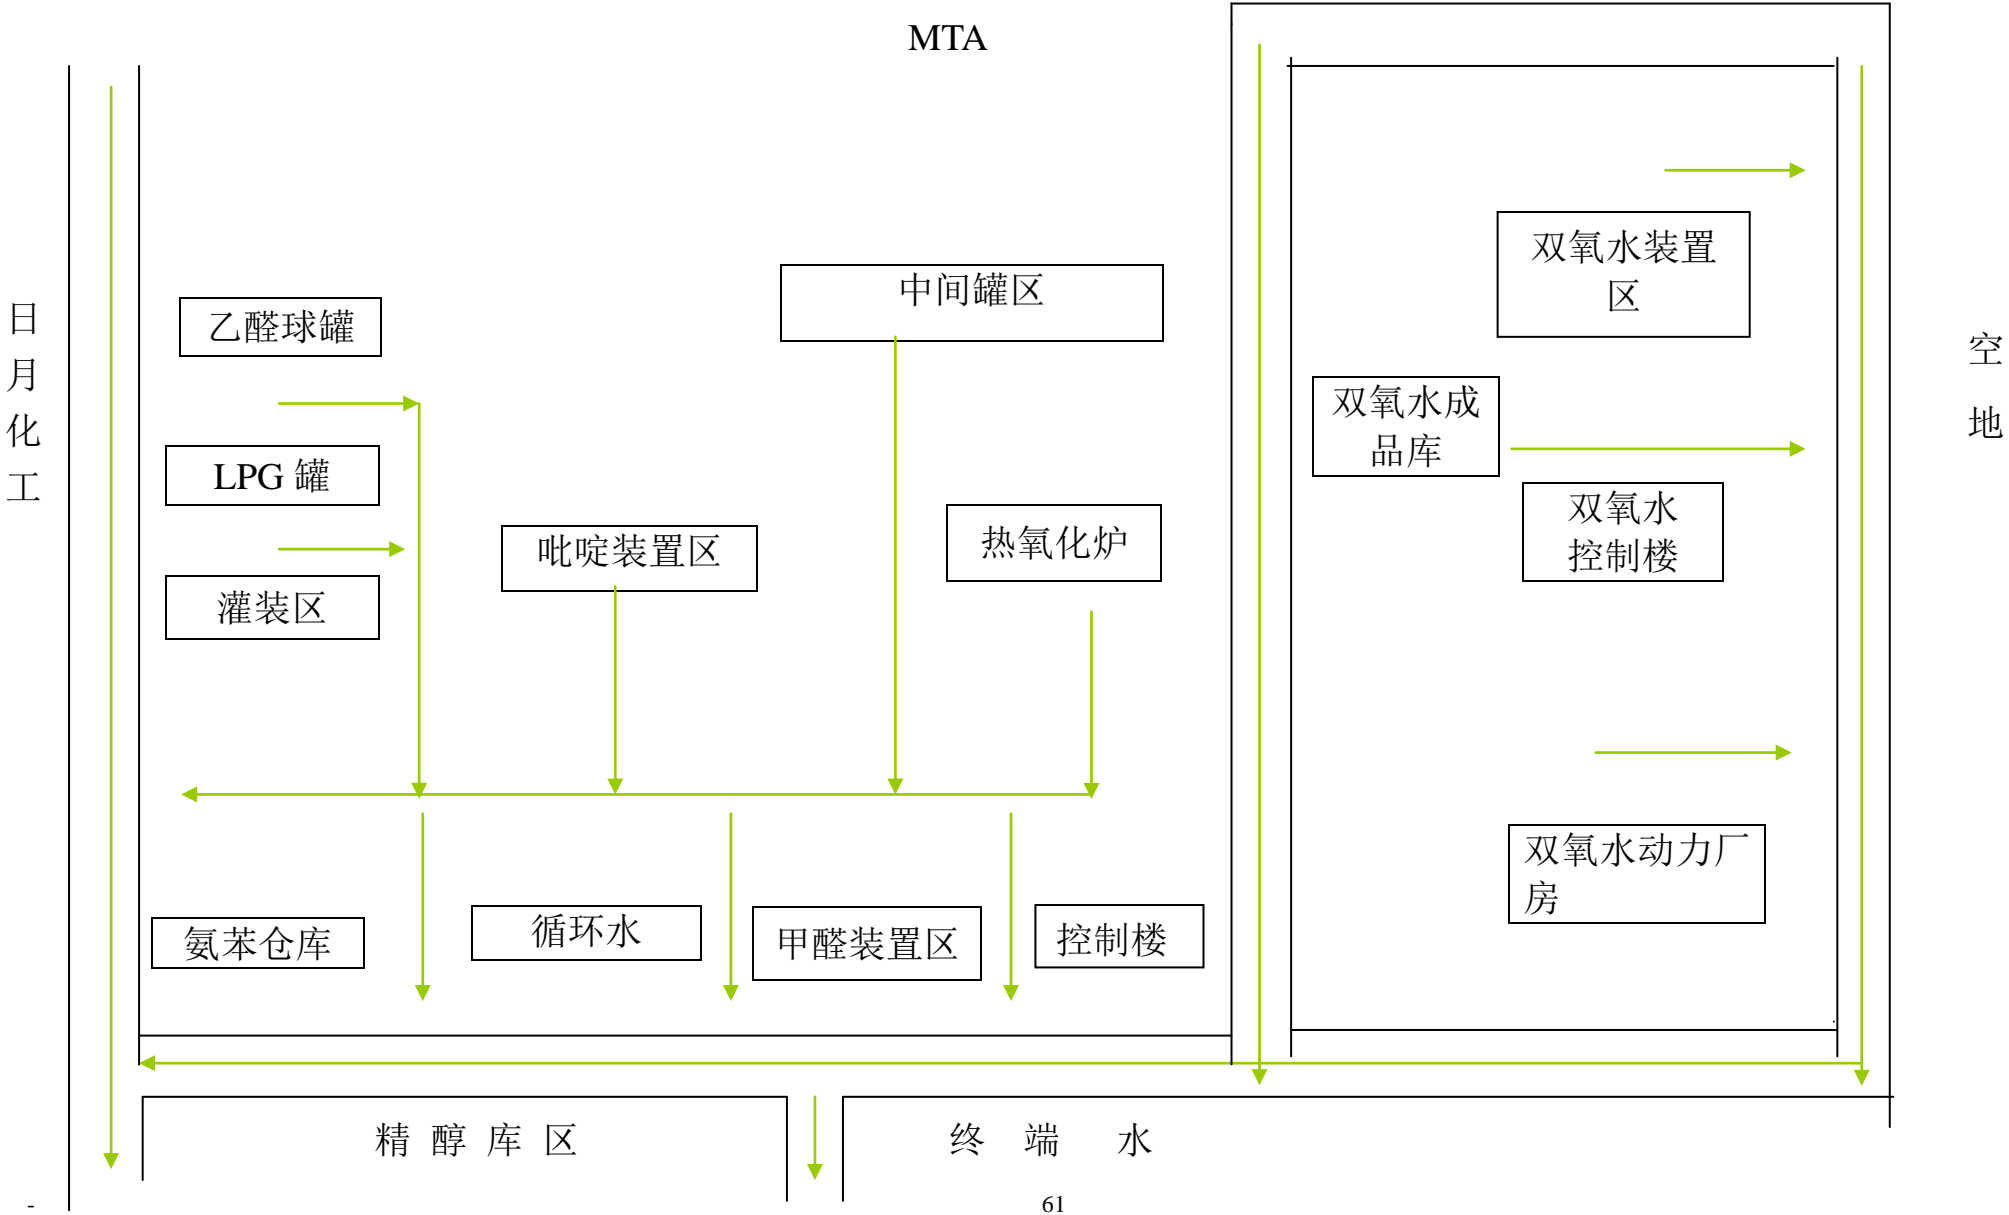 MTA
日
月
化
工
乙醛球罐
LPG 罐
灌装区
吡啶装置区
中间罐区
热氧化炉
氨苯仓库
循环水
甲醛装置区
控制楼
双氧水装置
区
双氧水成
品库
双氧水
控制楼
双氧水动力厂
房
空
地
精 醇 库 区
终 端 水
-
61